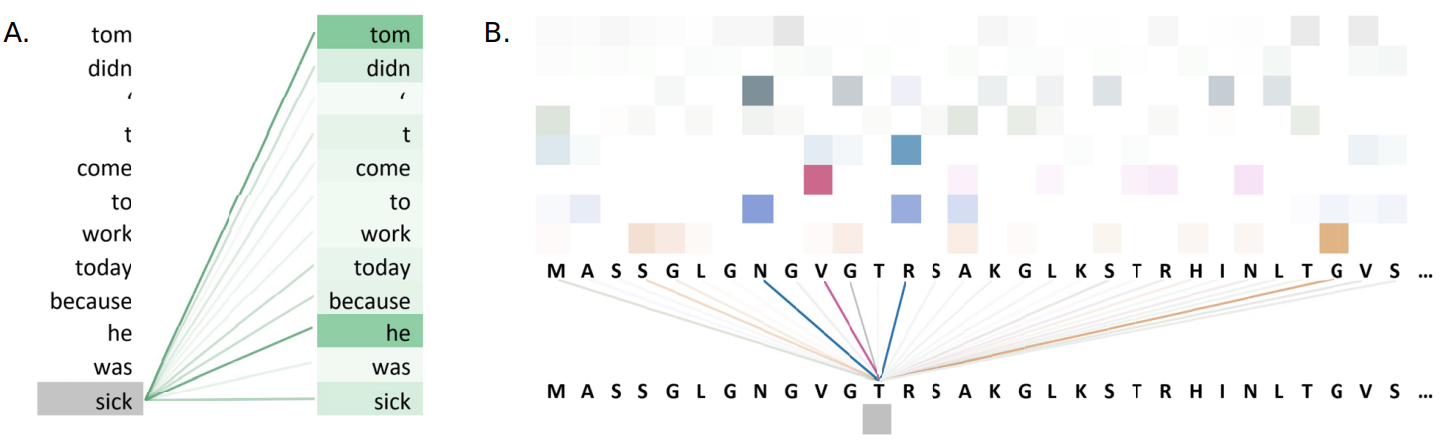 A.
tom tom
didn didn
‘ ‘
t t
come come
to to
work work
today today
because because
he he
was was
sick sick
B.
M A S S G L G N G V G T R S A K G L K S T R H I N L T G V S ...
M A S S G L G N G V G T R S A K G L K S T R H I N L T G V S ...